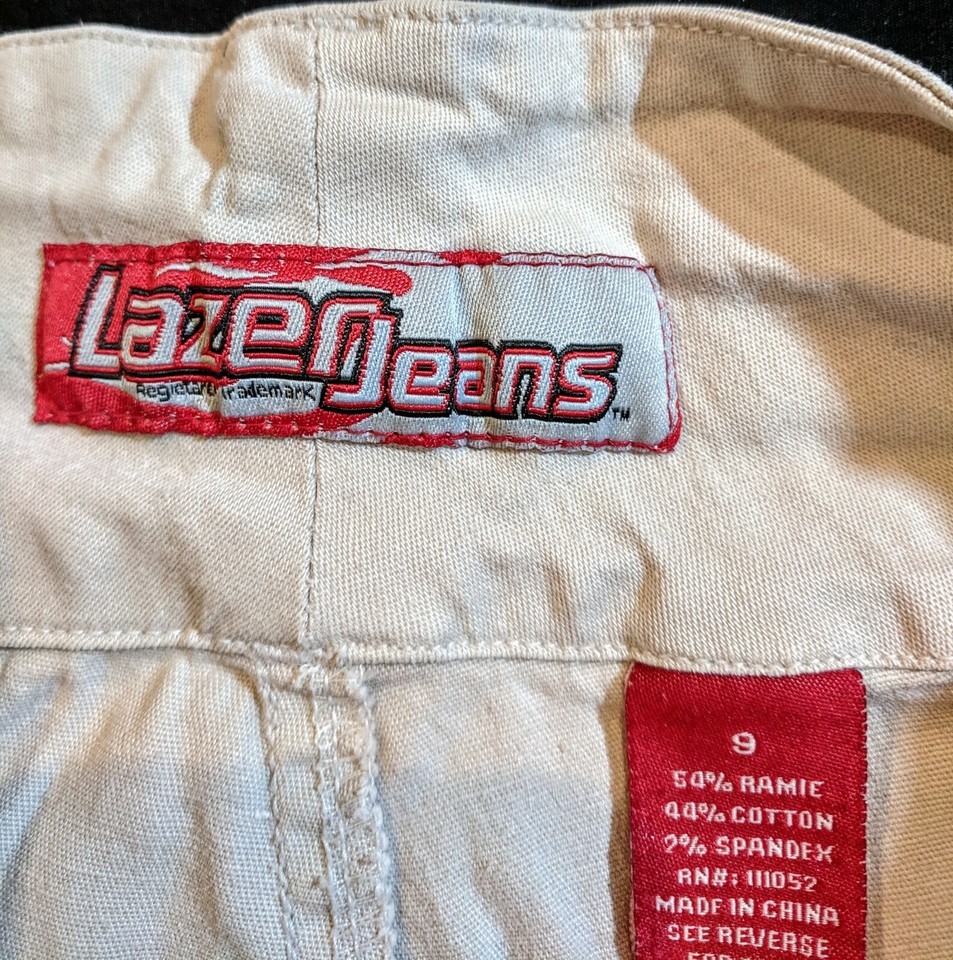 Lazer Jeans ™
Registered trademark
9
54% RAMIE
44% COTTON
2% SPANDEX
RN#: 111052
MADE IN CHINA
SEE REVERSE